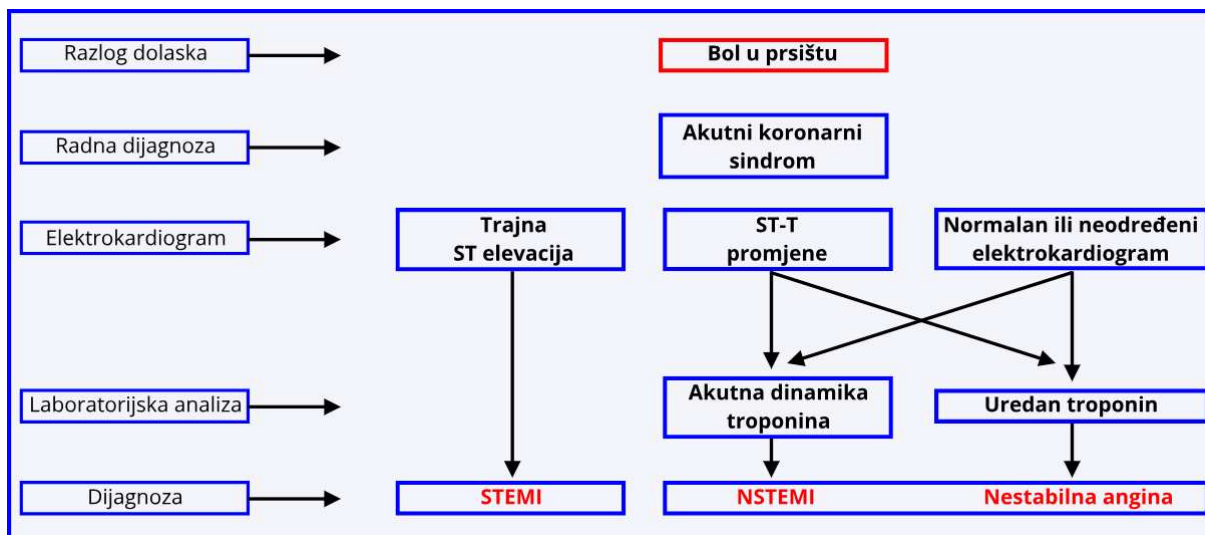 Razlog dolaska
Bol u prsištu
Radna dijagnoza
Akutni koronarni
sindrom
Elektrokardiogram
Trajna
ST elevacija
ST-T
promjene
Normalan ili neodređeni
elektrokardiogram
Laboratorijska analiza
Akutna dinamika
troponina
Uredan troponin
Dijagnoza
STEMI
NSTEMI
Nestabilna angina